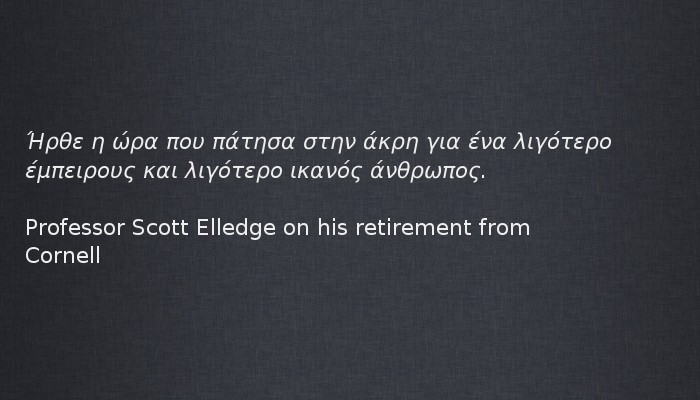 Ήρθε η ώρα που πάτησα στην άκρη για ένα λιγότερο
έμπειρους και λιγότερο ικανός άνθρωπος.
Professor Scott Elledge on his retirement from
Cornell